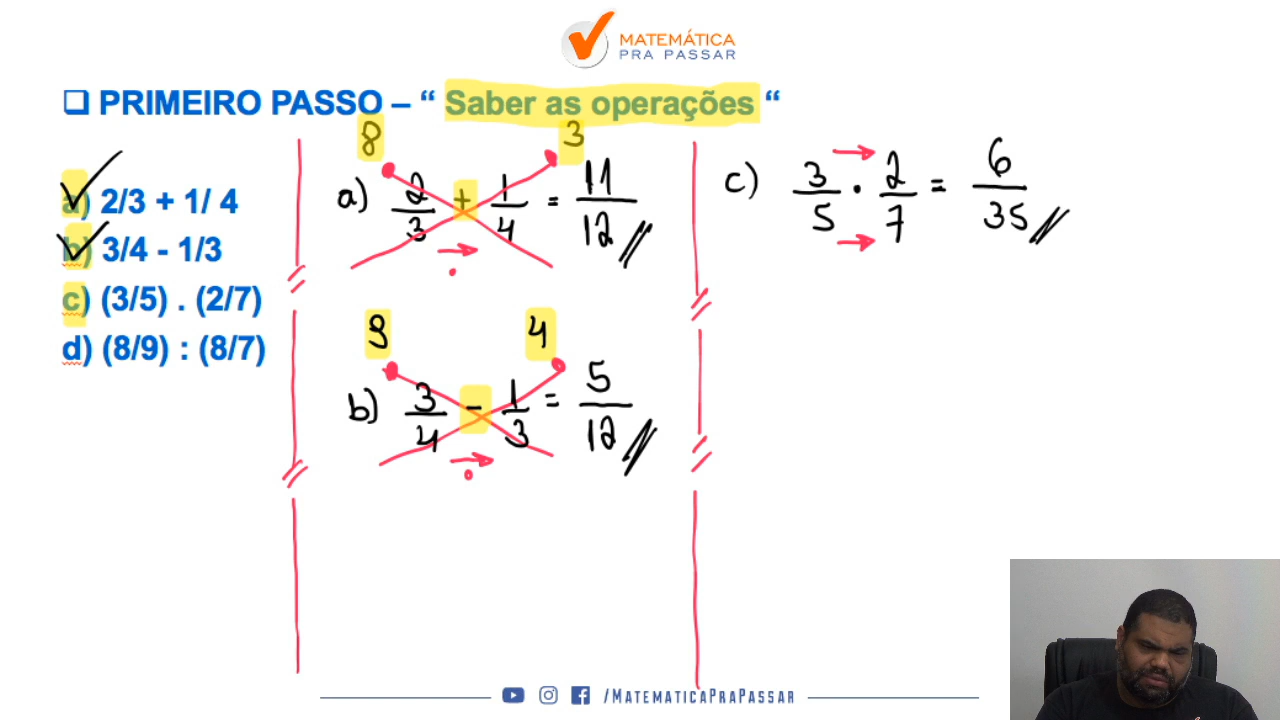 MATEMÁTICA
PRA PASSAR
❑ PRIMEIRO PASSO – “ Saber as operações “
a) 2/3 + 1/ 4
b) 3/4 - 1/3
c) (3/5) . (2/7)
d) (8/9) : (8/7)
8 3
a) 2/3 + 1/4 = 11/12
9 4
b) 3/4 - 1/3 = 5/12
c) 3/5 . 2/7 = 6/35
/MATEMATICAPRAPASSAR